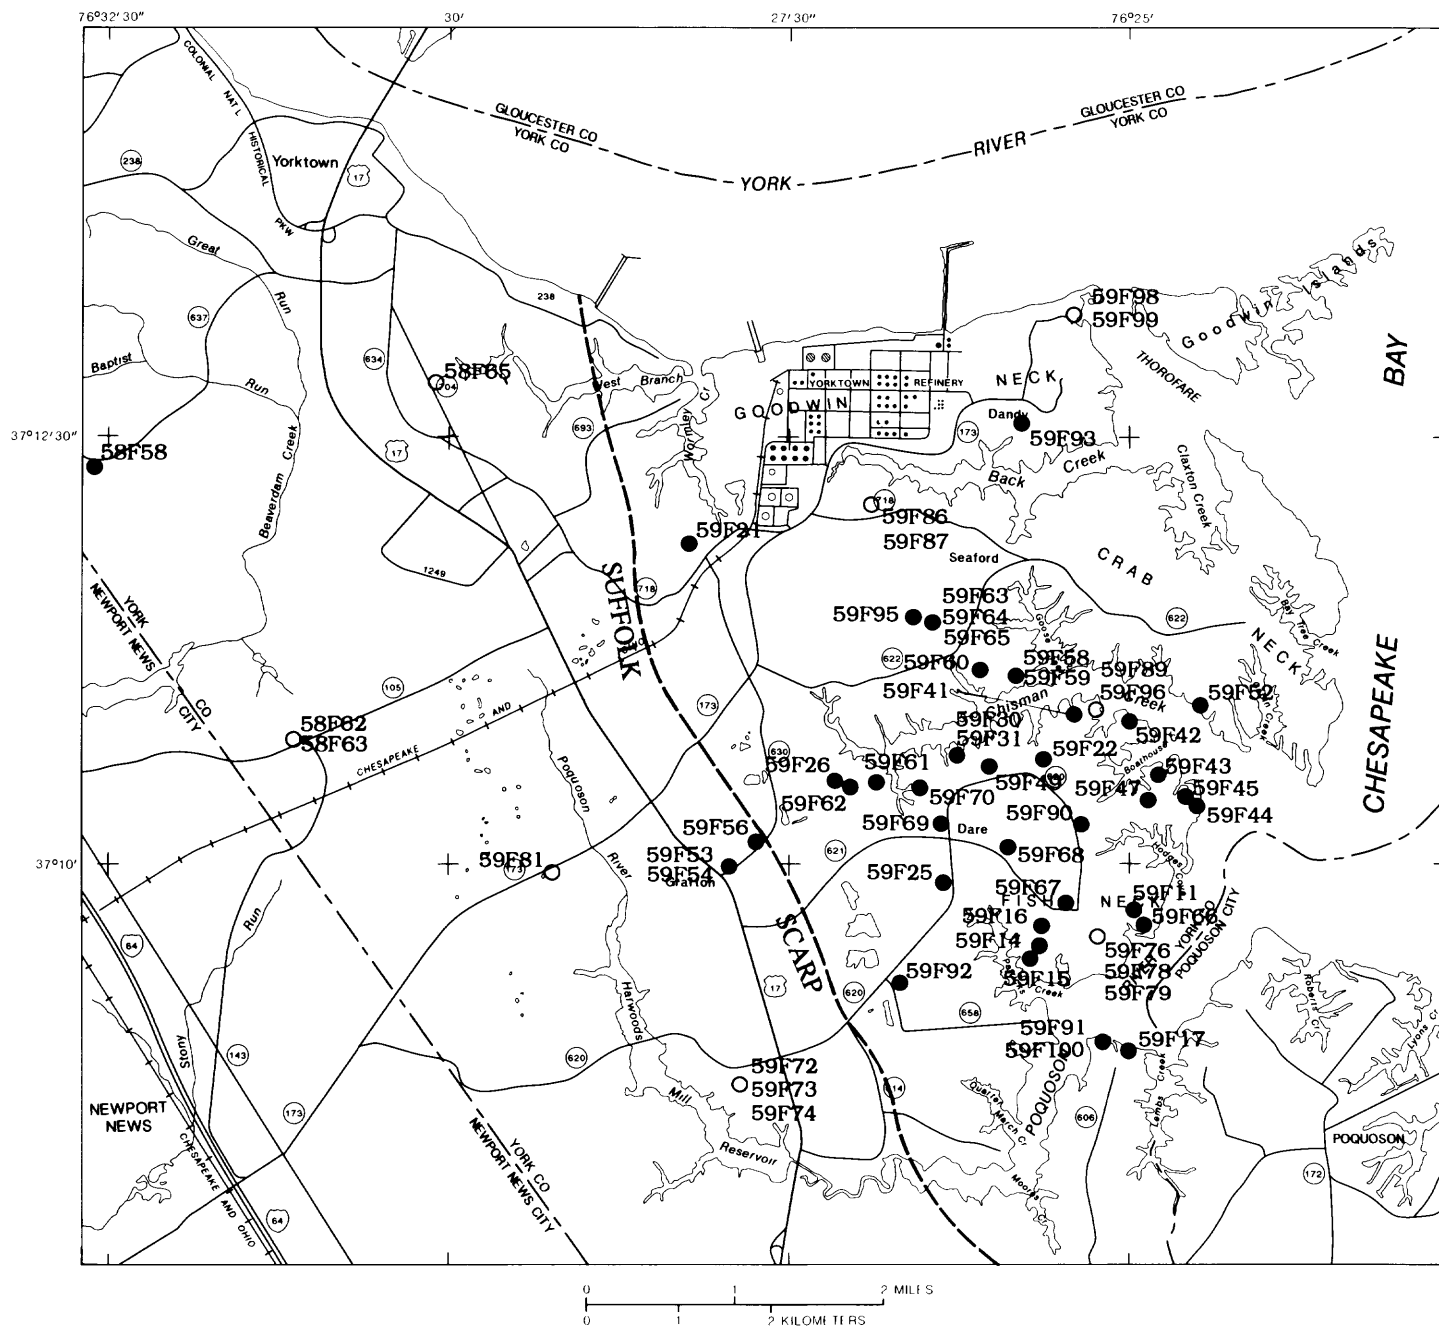 76°32'30"
30'
27'30"
76°25'
COLONIAL NAT'L HISTORICAL PKW
GLOUCESTER CO
YORK CO
GLOUCESTER CO
YORK CO
YORK RIVER
238
Yorktown
17
Great Run
238
637
634
Baptist Run
58F65
704
West Branch
Wormley Cr
GOODWIN NECK
YORKTOWN REFINERY
59F98
59F99
Goodwin Islands
THOROFARE
BAY
Dandy
173
59F93
37°12'30"
58F58
17
693
Beaverdam Creek
Back Creek
Claxton Creek
718
59F86
59F87
59F21
Seaford
CRAB NECK
1249
718
SUFFOLK
YORK CO
NEWPORT NEWS CITY
59F63
59F95
59F64
59F65
Goose
622
Bay Tree Creek
622
59F60
59F58
59F59
59F89
59F41
59F96
59F52
Chisman Creek
105
173
CHESAPEAKE AND
59F30
59F31
59F42
CHESAPEAKE
58F62
58F63
Poquoson River
630
59F26
59F61
59F22
Boathouse
59F43
59F62
59F70
59F49
59F47
59F45
59F44
59F56
59F69
Dare
59F90
37°10'
59F81
173
59F53
59F54
Grafton
621
59F68
Hodges Cove
59F25
59F67
FISH NECK
59F11
59F16
59F66
59F14
59F76
59F15
59F78
59F79
Creek
YORK CO
POQUOSON CITY
Run
64
SCARP
59F92
17
620
658
Roberts Cr
Lyons Cr
Harwoods
Stony
143
620
59F91
59F100
59F17
59F72
59F73
59F74
Mill
614
Quarter March Cr
POQUOSON
Lambs Creek
606
NEWPORT
NEWS
173
Reservoir
POQUOSON
172
Moores Cr
YORK CO
NEWPORT NEWS CITY
CHESAPEAKE AND OHIO
64
0 1 2 MILES
0 1 2 KILOMETERS